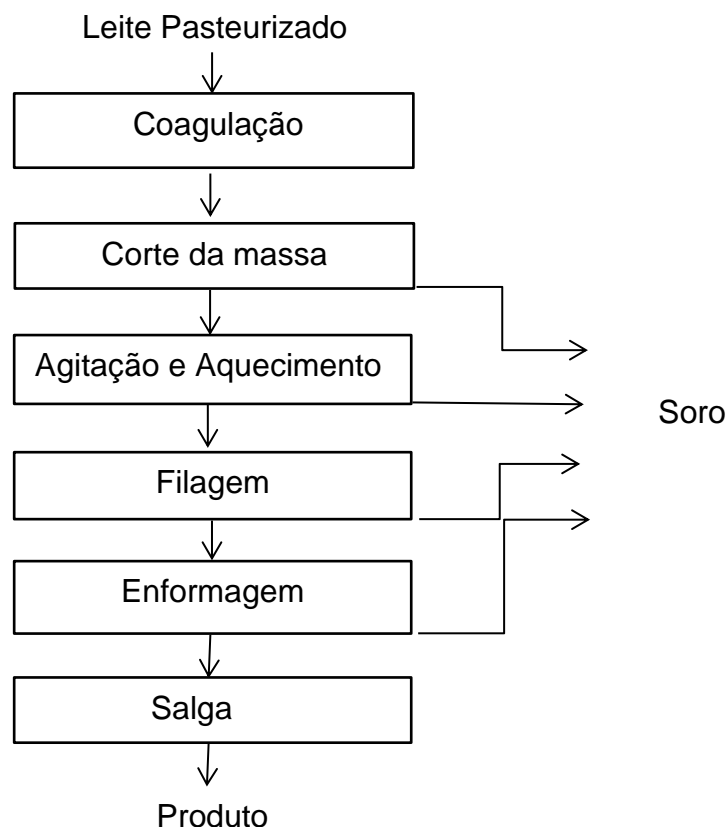 Leite Pasteurizado
Coagulação
Corte da massa
Agitação e Aquecimento
Soro
Filagem
Enformagem
Salga
Produto